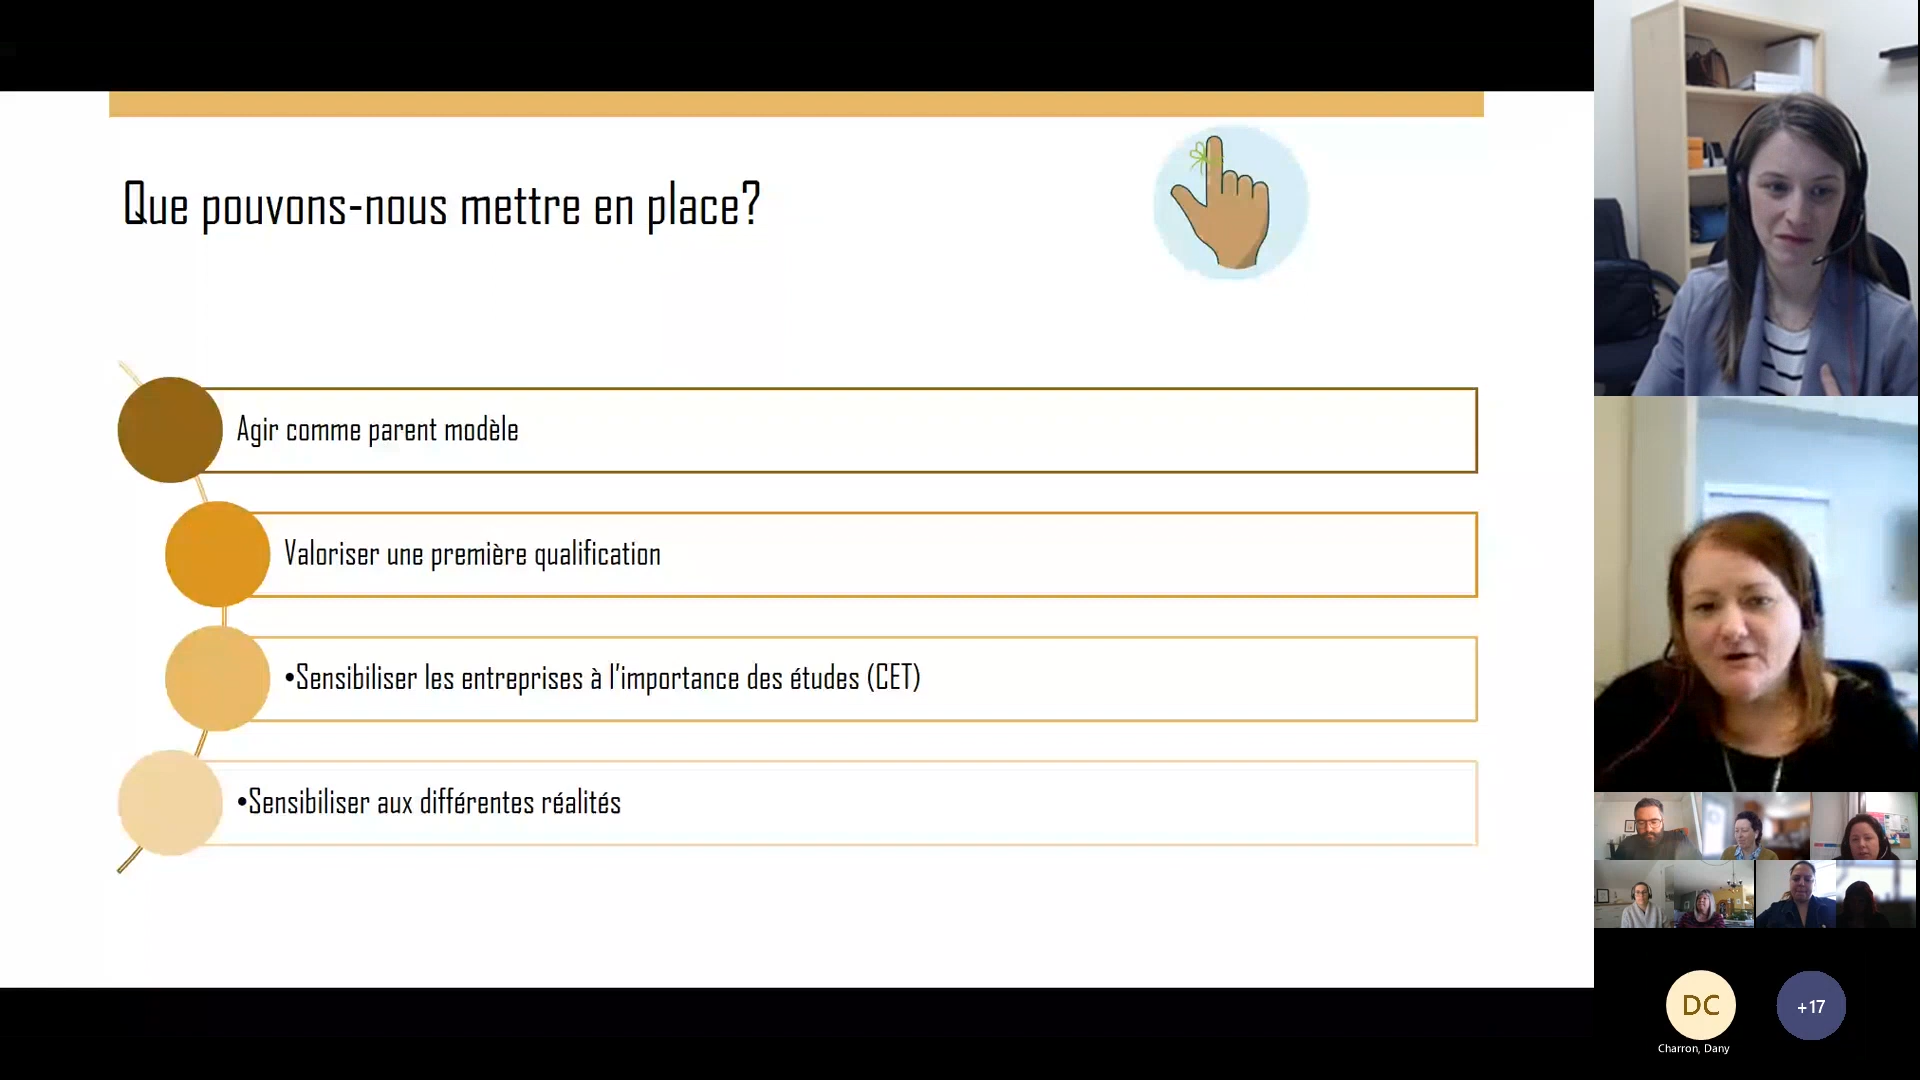 Que pouvons-nous mettre en place?
Agir comme parent modèle
Valoriser une première qualification
•Sensibiliser les entreprises à l'importance des études (CET)
•Sensibiliser aux différentes réalités
DC
+17
Charron, Dany